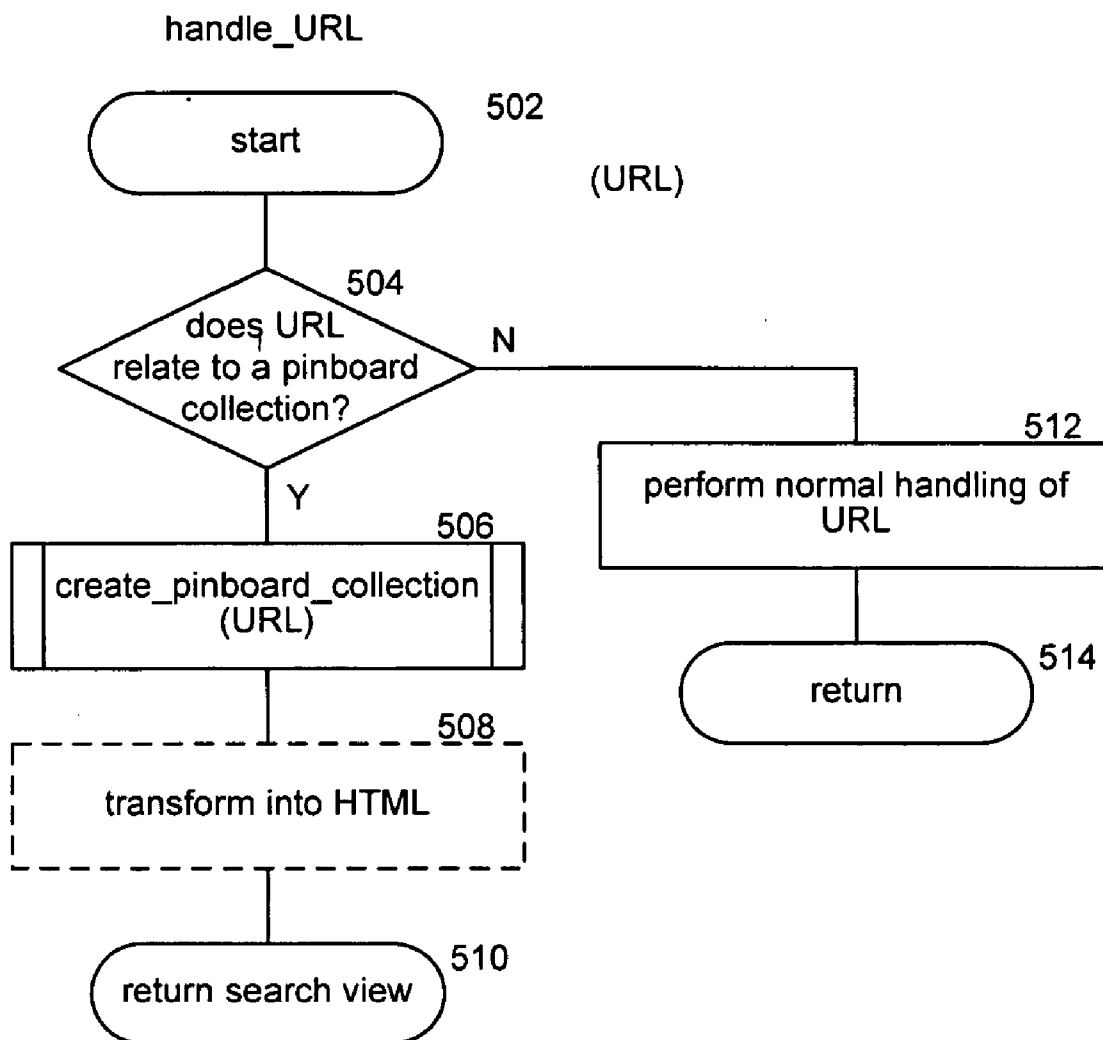 handle_URL
502
start
(URL)
504
does URL
relate to a pinboard
collection?
N
Y
512
perform normal handling of
URL
506
create_pinboard_collection
(URL)
514
return
508
transform into HTML
510
return search view